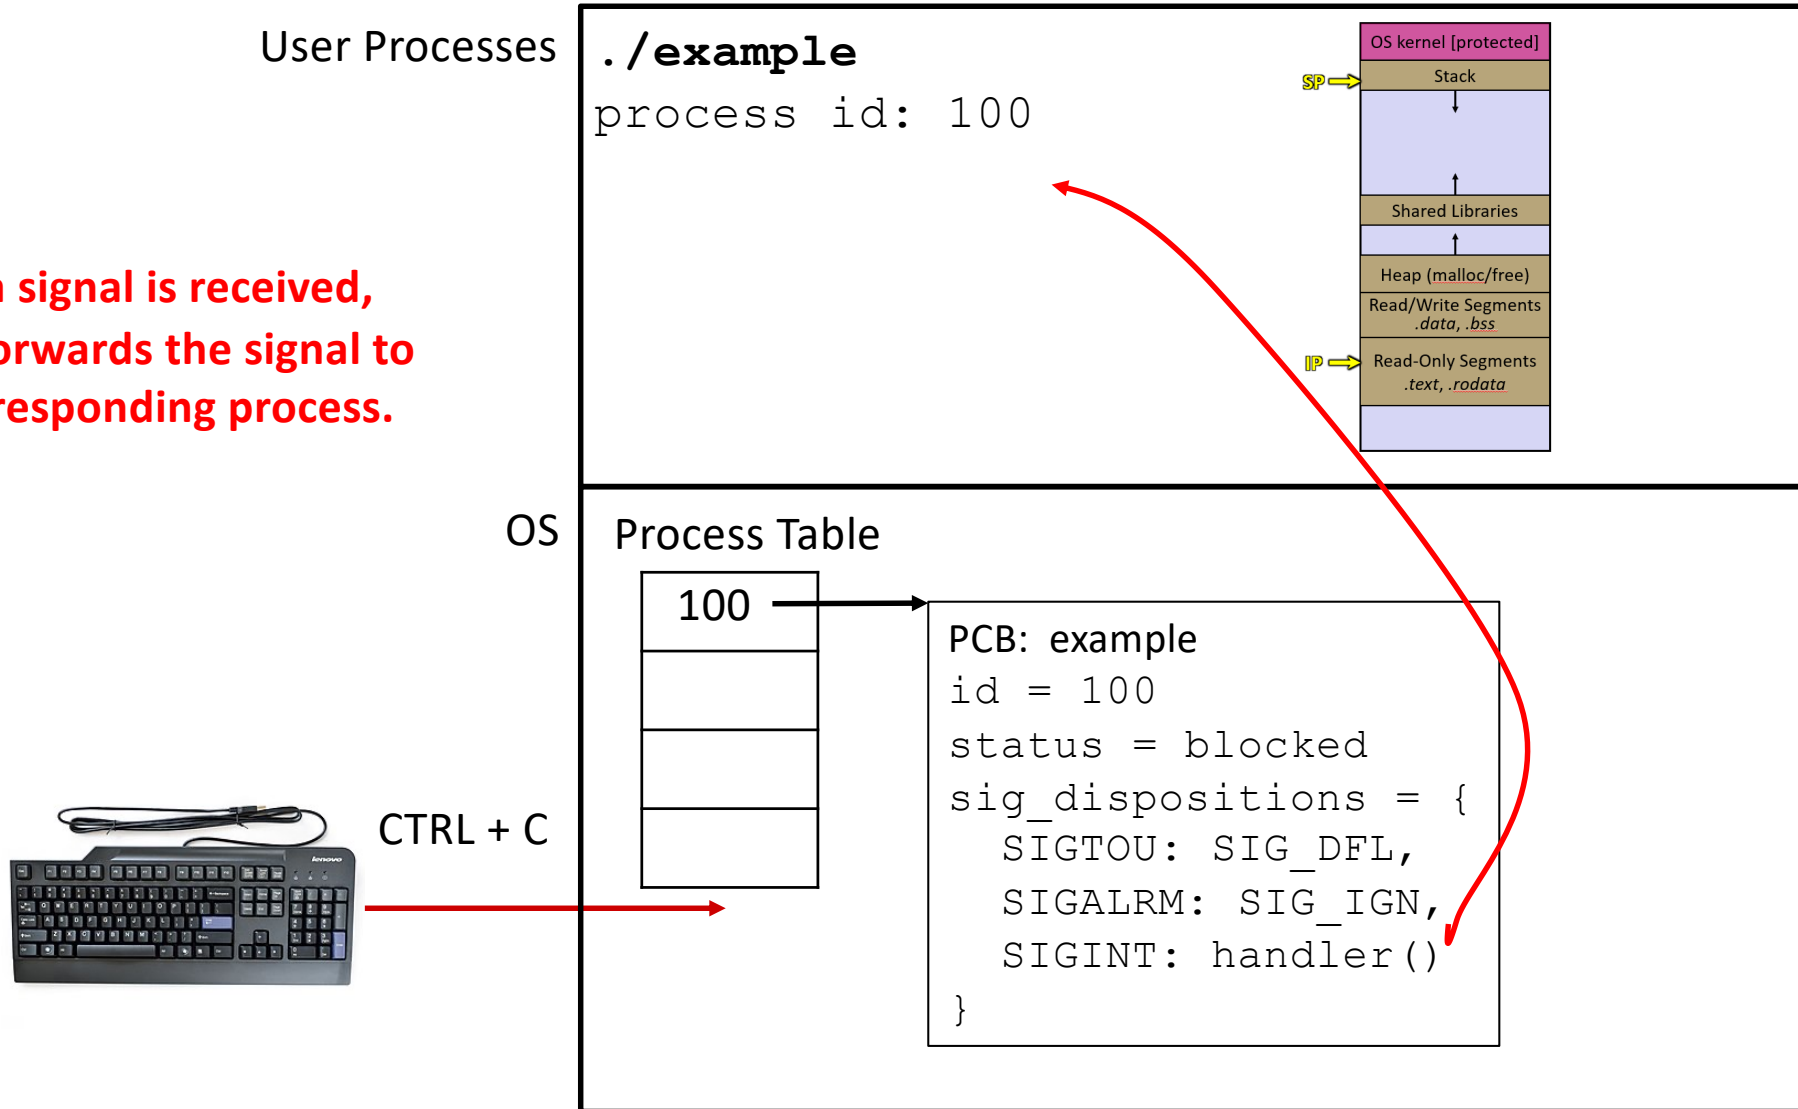 User Processes
./example
process id: 100
OS kernel [protected]
Stack
SP
Shared Libraries
Heap (malloc/free)
Read/Write Segments
.data, .bss
IP
Read-Only Segments
.text, .rodata
signal is received,
orwards the signal to
responding process.
OS
Process Table
100
PCB: example
id = 100
status = blocked
sig_dispositions = {
SIGTOU: SIG_DFL,
SIGALRM: SIG_IGN,
SIGINT: handler()
}
CTRL + C
lenovo